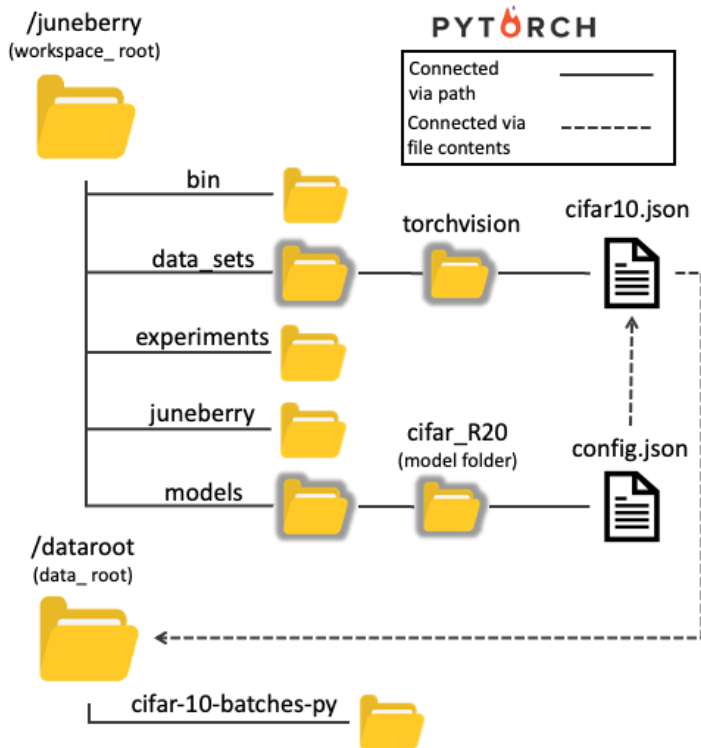 /juneberry
(workspace_ root)
PYTORCH
Connected
via path
Connected via
file contents
bin
data_sets
torchvision
cifar10.json
experiments
juneberry
cifar_R20
(model folder)
config.json
models
/dataroot
(data_ root)
cifar-10-batches-py